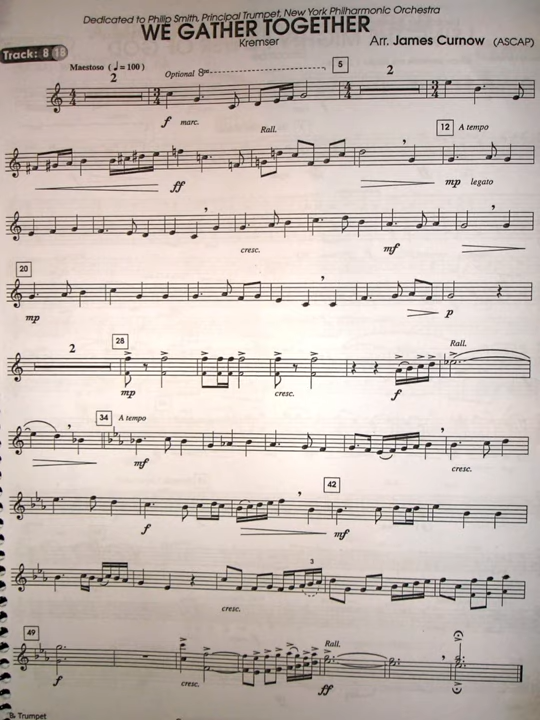 Dedicated to Philip Smith, Principal Trumpet, New York Philharmonic Orchestra
WE GATHER TOGETHER
Kremser
Arr. James Curnow (ASCAP)
Track: 8 18
Maestoso (♩= 100)
2
Optional 8va
5
2
f marc.
Rall.
12 A tempo
ff
mp legato
cresc.
mf
20
mp
p
2
28
Rall.
mp
cresc.
f
34 A tempo
mf
cresc.
42
f
mf
3
cresc.
49
Rall.
f
cresc.
ff
B♭ Trumpet